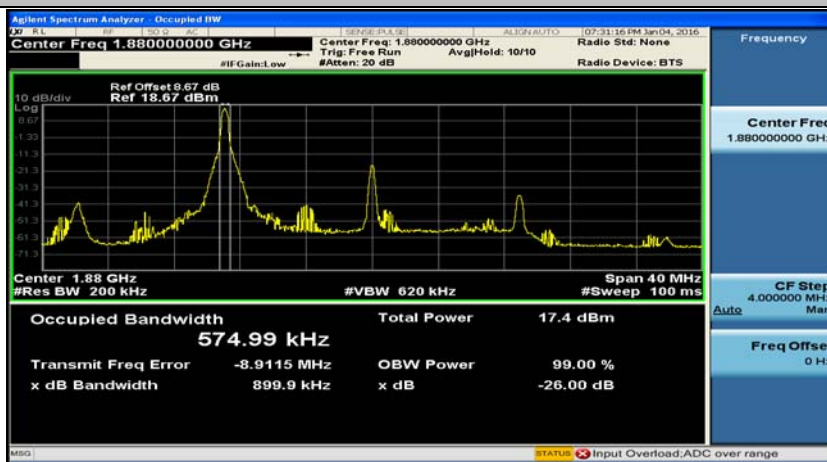 Agilent Spectrum Analyzer - Occupied BW
RL RF 50 Ω AC SENSE:PULSE ALIGN AUTO 07:31:16 PM Jan 04, 2016
Center Freq 1.880000000 GHz Center Freq: 1.880000000 GHz Radio Std: None Frequency
Trig: Free Run Avg|Hold: 10/10
#IFGain:Low #Atten: 20 dB Radio Device: BTS
Ref Offset 8.67 dB
10 dB/div Ref 18.67 dBm
Log
8.67
-1.33
-11.3
-21.3
-31.3
-41.3
-51.3
-61.3
-71.3
Center Freq
1.880000000 GHz
Center 1.88 GHz Span 40 MHz
#Res BW 200 kHz #VBW 620 kHz #Sweep 100 ms
CF Step
4.000000 MHz
Auto Man
Occupied Bandwidth Total Power 17.4 dBm
574.99 kHz
Transmit Freq Error -8.9115 MHz OBW Power 99.00 %
x dB Bandwidth 899.9 kHz x dB -26.00 dB
Freq Offset
0 Hz
MSG STATUS Input Overload;ADC over range